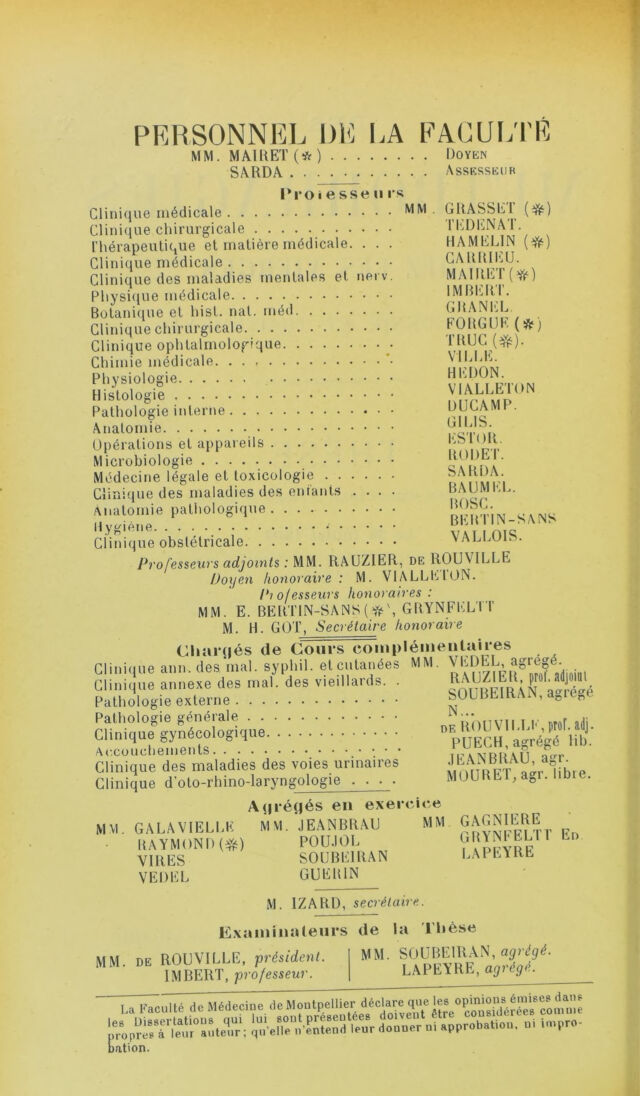 PERSONNEL DE LA FACULTÉ
MM. MAIRET (✻) . . . . . . . . . DOYEN
SARDA . . . . . . . . . . . ASSESSEUR
Professeurs
Clinique médicale . . . . . . . . . . . . . MM. GRASSET (✻)
Clinique chirurgicale . . . . . . . . . . . TEDENAT.
Thérapeutique et matière médicale. . . . HAMELIN (✻)
Clinique médicale . . . . . . . . . . . . . CARRIEU.
Clinique des maladies mentales et nerv. MAIRET (✻)
Physique médicale. . . . . . . . . . . . . IMBERT.
Botanique et hist. nat. méd. . . . . . . . GRANEL.
Clinique chirurgicale. . . . . . . . . . . . FORGUE (✻)
Clinique ophtalmologique. . . . . . . . . TRUC (✻).
Chimie médicale. . . . . . . . . . . . . . VILLE.
Physiologie. . . . . . . . . . . . . . . . HEDON.
Histologie . . . . . . . . . . . . . . . . . VIALLETON
Pathologie interne . . . . . . . . . . . . . DUCAMP.
Anatomie. . . . . . . . . . . . . . . . . . GILIS.
Opérations et appareils . . . . . . . . . . ESTOR.
Microbiologie . . . . . . . . . . . . . . . RODET.
Médecine légale et toxicologie . . . . . . SARDA.
Clinique des maladies des enfants . . . . BAUMEL.
Anatomie pathologique . . . . . . . . . . BOSC.
Hygiène. . . . . . . . . . . . . . . . . . . BERTIN-SANS
Clinique obstétricale. . . . . . . . . . . . VALLOIS.
Professeurs adjoints : MM. RAUZIER, DE ROUVILLE
Doyen honoraire : M. VIALLETON.
Professeurs honoraires :
MM. E. BERTIN-SANS (✻), GRYNFELTT
M. H. GOT, Secrétaire honoraire
Chargés de Cours complémentaires
Clinique ann. des mal. syphil. et cutanées MM. VEDEL, agrégé.
Clinique annexe des mal. des vieillards. . RAUZIER, prof. adjoint
Pathologie externe . . . . . . . . . . . . . SOUBEIRAN, agrégé
Pathologie générale . . . . . . . . . . . . N...
Clinique gynécologique. . . . . . . . . . . DE ROUVILLE, prof. adj.
Accouchements. . . . . . . . . . . . . . . PUECH, agrégé lib.
Clinique des maladies des voies urinaires JEANBRAU, agr.
Clinique d'oto-rhino-laryngologie . . . . MOURET, agr. libre.
Agrégés en exercice
MM. GALAVIELLE MM. JEANBRAU MM. GAGNIERE
RAYMOND (✻) POUJOL GRYNFELTT ED.
VIRES SOUBEIRAN LAPEYRE
VEDEL GUERIN
M. IZARD, secrétaire.
Examinateurs de la Thèse
MM. DE ROUVILLE, président. MM. SOUBEIRAN, agrégé.
IMBERT, professeur. LAPEYRE, agrégé.
La Faculté de Médecine de Montpellier déclare que les opinions émises dans
les Dissertations qui lui sont présentées doivent être considérées comme
propres à leur auteur ; qu'elle n'entend leur donner ni approbation, ni impro-
bation.